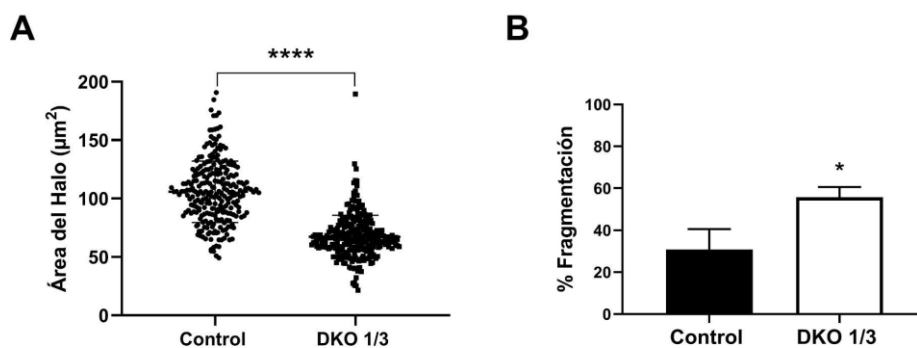 A
Área del Halo (µm²)
200
150
100
50
0
****
Control
DKO 1/3
B
% Fragmentación
100
80
60
40
20
0
*
Control
DKO 1/3